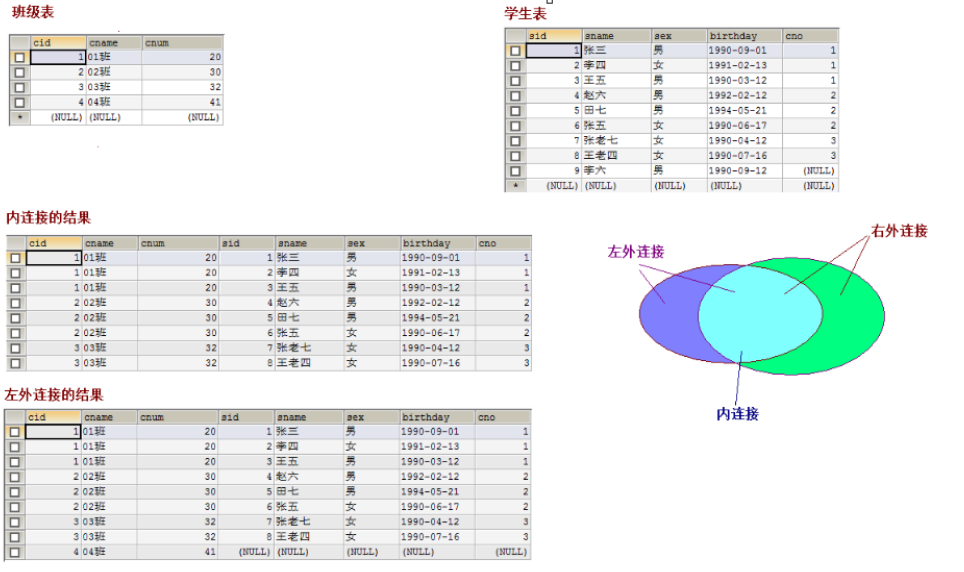 班级表
cid cname cnum
1 01班 20
2 02班 30
3 03班 32
4 04班 41
* (NULL) (NULL) (NULL)
学生表
sid sname sex birthday cno
1 张三 男 1990-09-01 1
2 李四 女 1991-02-13 1
3 王五 男 1990-03-12 1
4 赵六 男 1992-02-12 2
5 田七 男 1994-05-21 2
6 张五 女 1990-06-17 2
7 张老七 女 1990-04-12 3
8 王老四 女 1990-07-16 3
9 李六 男 1990-09-12 (NULL)
* (NULL) (NULL) (NULL) (NULL) (NULL)
内连接的结果
cid cname cnum sid sname sex birthday cno
1 01班 20 1 张三 男 1990-09-01 1
1 01班 20 2 李四 女 1991-02-13 1
1 01班 20 3 王五 男 1990-03-12 1
2 02班 30 4 赵六 男 1992-02-12 2
2 02班 30 5 田七 男 1994-05-21 2
2 02班 30 6 张五 女 1990-06-17 2
3 03班 32 7 张老七 女 1990-04-12 3
3 03班 32 8 王老四 女 1990-07-16 3
右外连接
左外连接
内连接
左外连接的结果
cid cname cnum sid sname sex birthday cno
1 01班 20 1 张三 男 1990-09-01 1
1 01班 20 2 李四 女 1991-02-13 1
1 01班 20 3 王五 男 1990-03-12 1
2 02班 30 4 赵六 男 1992-02-12 2
2 02班 30 5 田七 男 1994-05-21 2
2 02班 30 6 张五 女 1990-06-17 2
3 03班 32 7 张老七 女 1990-04-12 3
3 03班 32 8 王老四 女 1990-07-16 3
4 04班 41 (NULL) (NULL) (NULL) (NULL) (NULL)